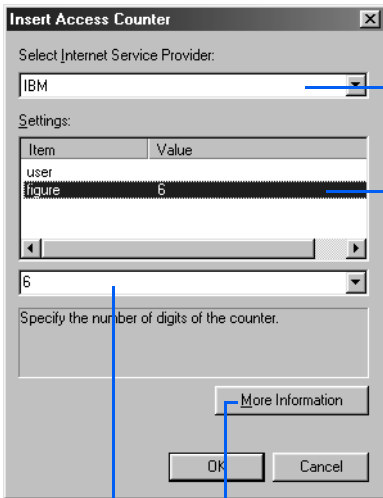 Insert Access Counter
Select Internet Service Provider:
IBM
Settings:
Item Value
user
figure 6
6
Specify the number of digits of the counter.
More Information
OK Cancel